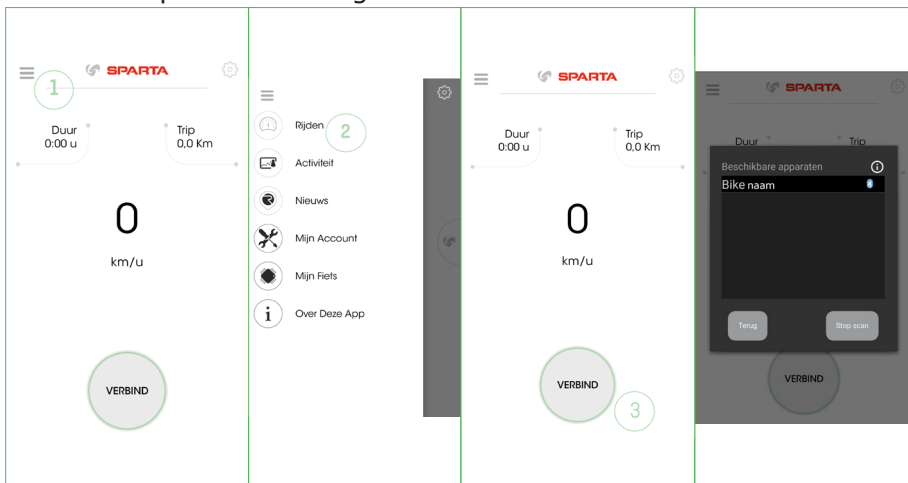 1
SPARTA
Duur
0:00 u
Trip
0,0 Km
0
km/u
VERBIND
Rijden
2
Activiteit
Nieuws
Mijn Account
Mijn Fiets
i
Over Deze App
SPARTA
Duur
0:00 u
Trip
0,0 Km
0
km/u
VERBIND
3
SPARTA
Duur
Trip
Beschikbare apparaten
Bike naam
Terug
Stop scan
VERBIND